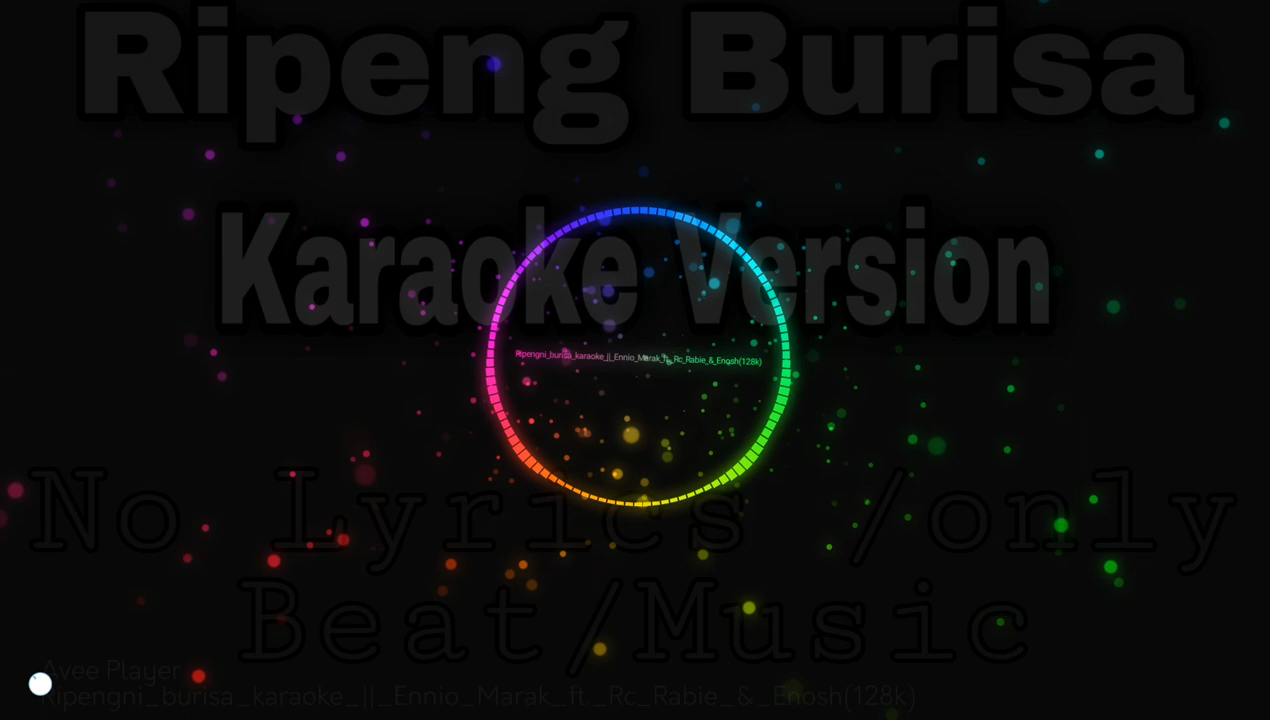 Ripeng Burisa
Karaoke Version
Ripengni_burisa_karaoke_||_Ennio_Marak_ft._Rc_Rabie_&_Enosh(128k)
No Lyrics /only
Beat/Music
Avee Player
Ripengni_burisa_karaoke_||_Ennio_Marak_ft._Rc_Rabie_&_Enosh(128k)